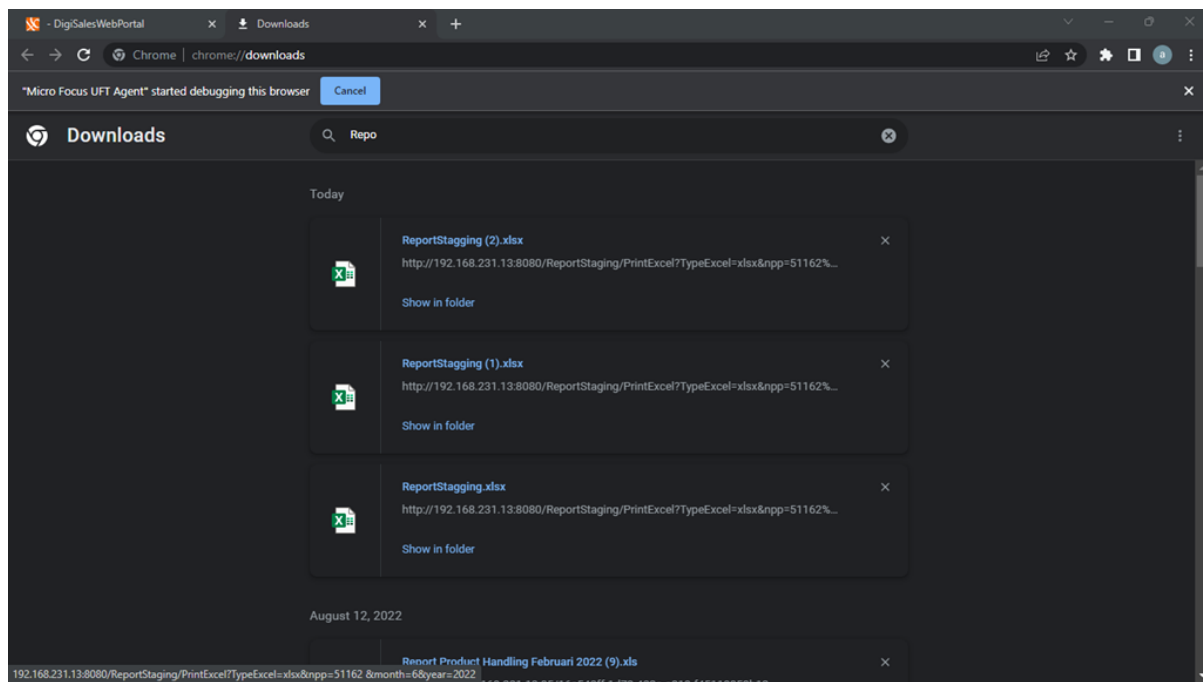 - DigiSalesWebPortal
Downloads
Chrome | chrome://downloads
a
"Micro Focus UFT Agent" started debugging this browser
Cancel
Downloads
Repo
Today
ReportStagging (2).xlsx
http://192.168.231.13:8080/ReportStaging/PrintExcel?TypeExcel=xlsx&npp=51162%...
Show in folder
ReportStagging (1).xlsx
http://192.168.231.13:8080/ReportStaging/PrintExcel?TypeExcel=xlsx&npp=51162%...
Show in folder
ReportStagging.xlsx
http://192.168.231.13:8080/ReportStaging/PrintExcel?TypeExcel=xlsx&npp=51162%...
Show in folder
August 12, 2022
Report Product Handling Februari 2022 (9).xls
192.168.231.13:8080/ReportStaging/PrintExcel?TypeExcel=xlsx&npp=51162 &month=6&year=2022